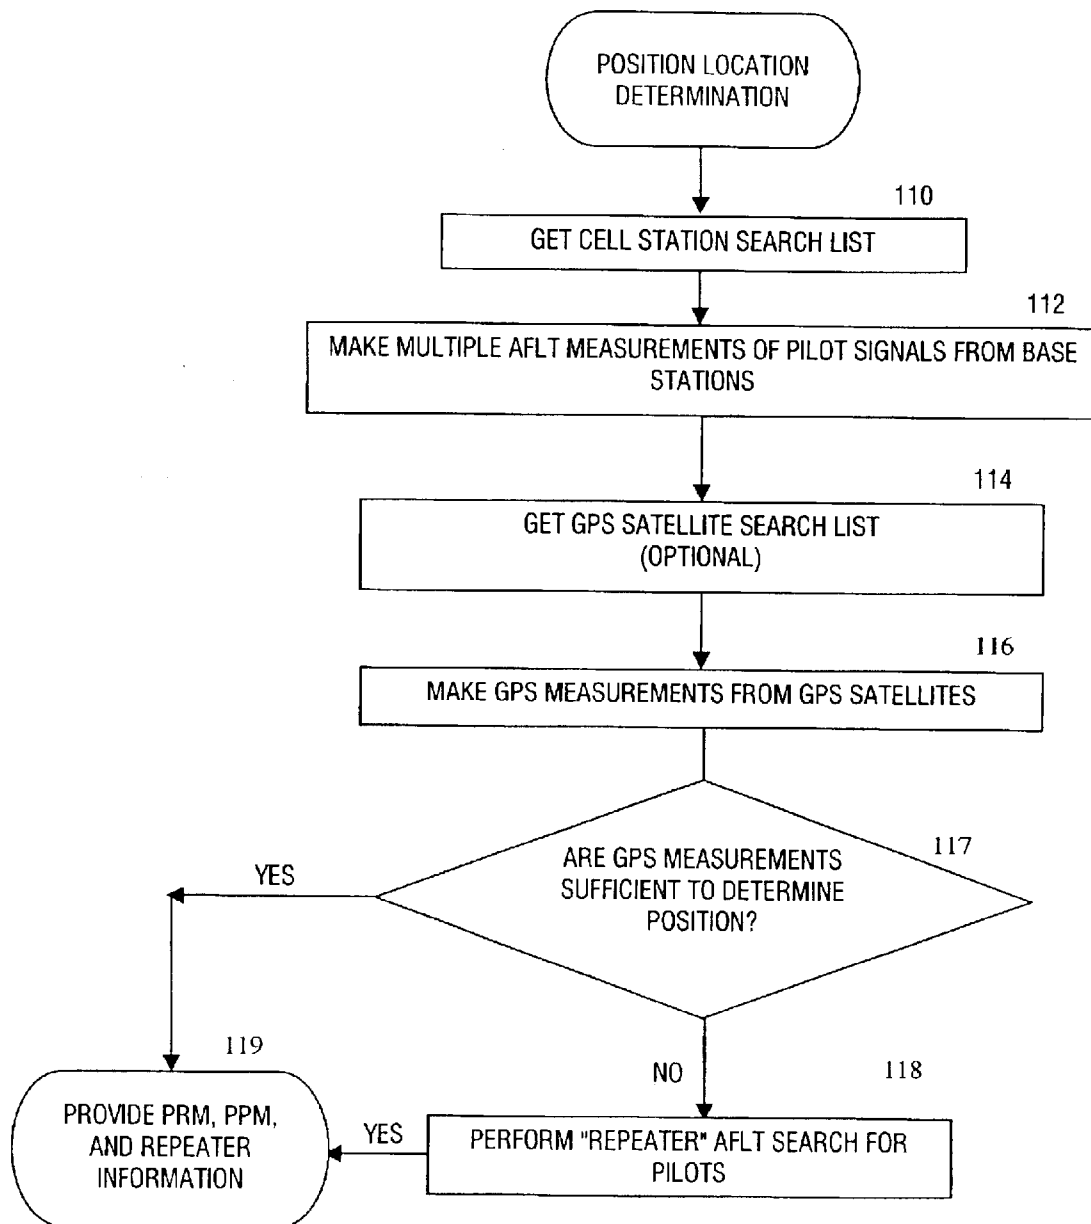 POSITION LOCATION
DETERMINATION
110
GET CELL STATION SEARCH LIST
112
MAKE MULTIPLE AFLT MEASUREMENTS OF PILOT SIGNALS FROM BASE
STATIONS
114
GET GPS SATELLITE SEARCH LIST
(OPTIONAL)
116
MAKE GPS MEASUREMENTS FROM GPS SATELLITES
117
ARE GPS MEASUREMENTS
SUFFICIENT TO DETERMINE
POSITION?
YES
NO
118
PERFORM "REPEATER" AFLT SEARCH FOR
PILOTS
YES
119
PROVIDE PRM, PPM,
AND REPEATER
INFORMATION